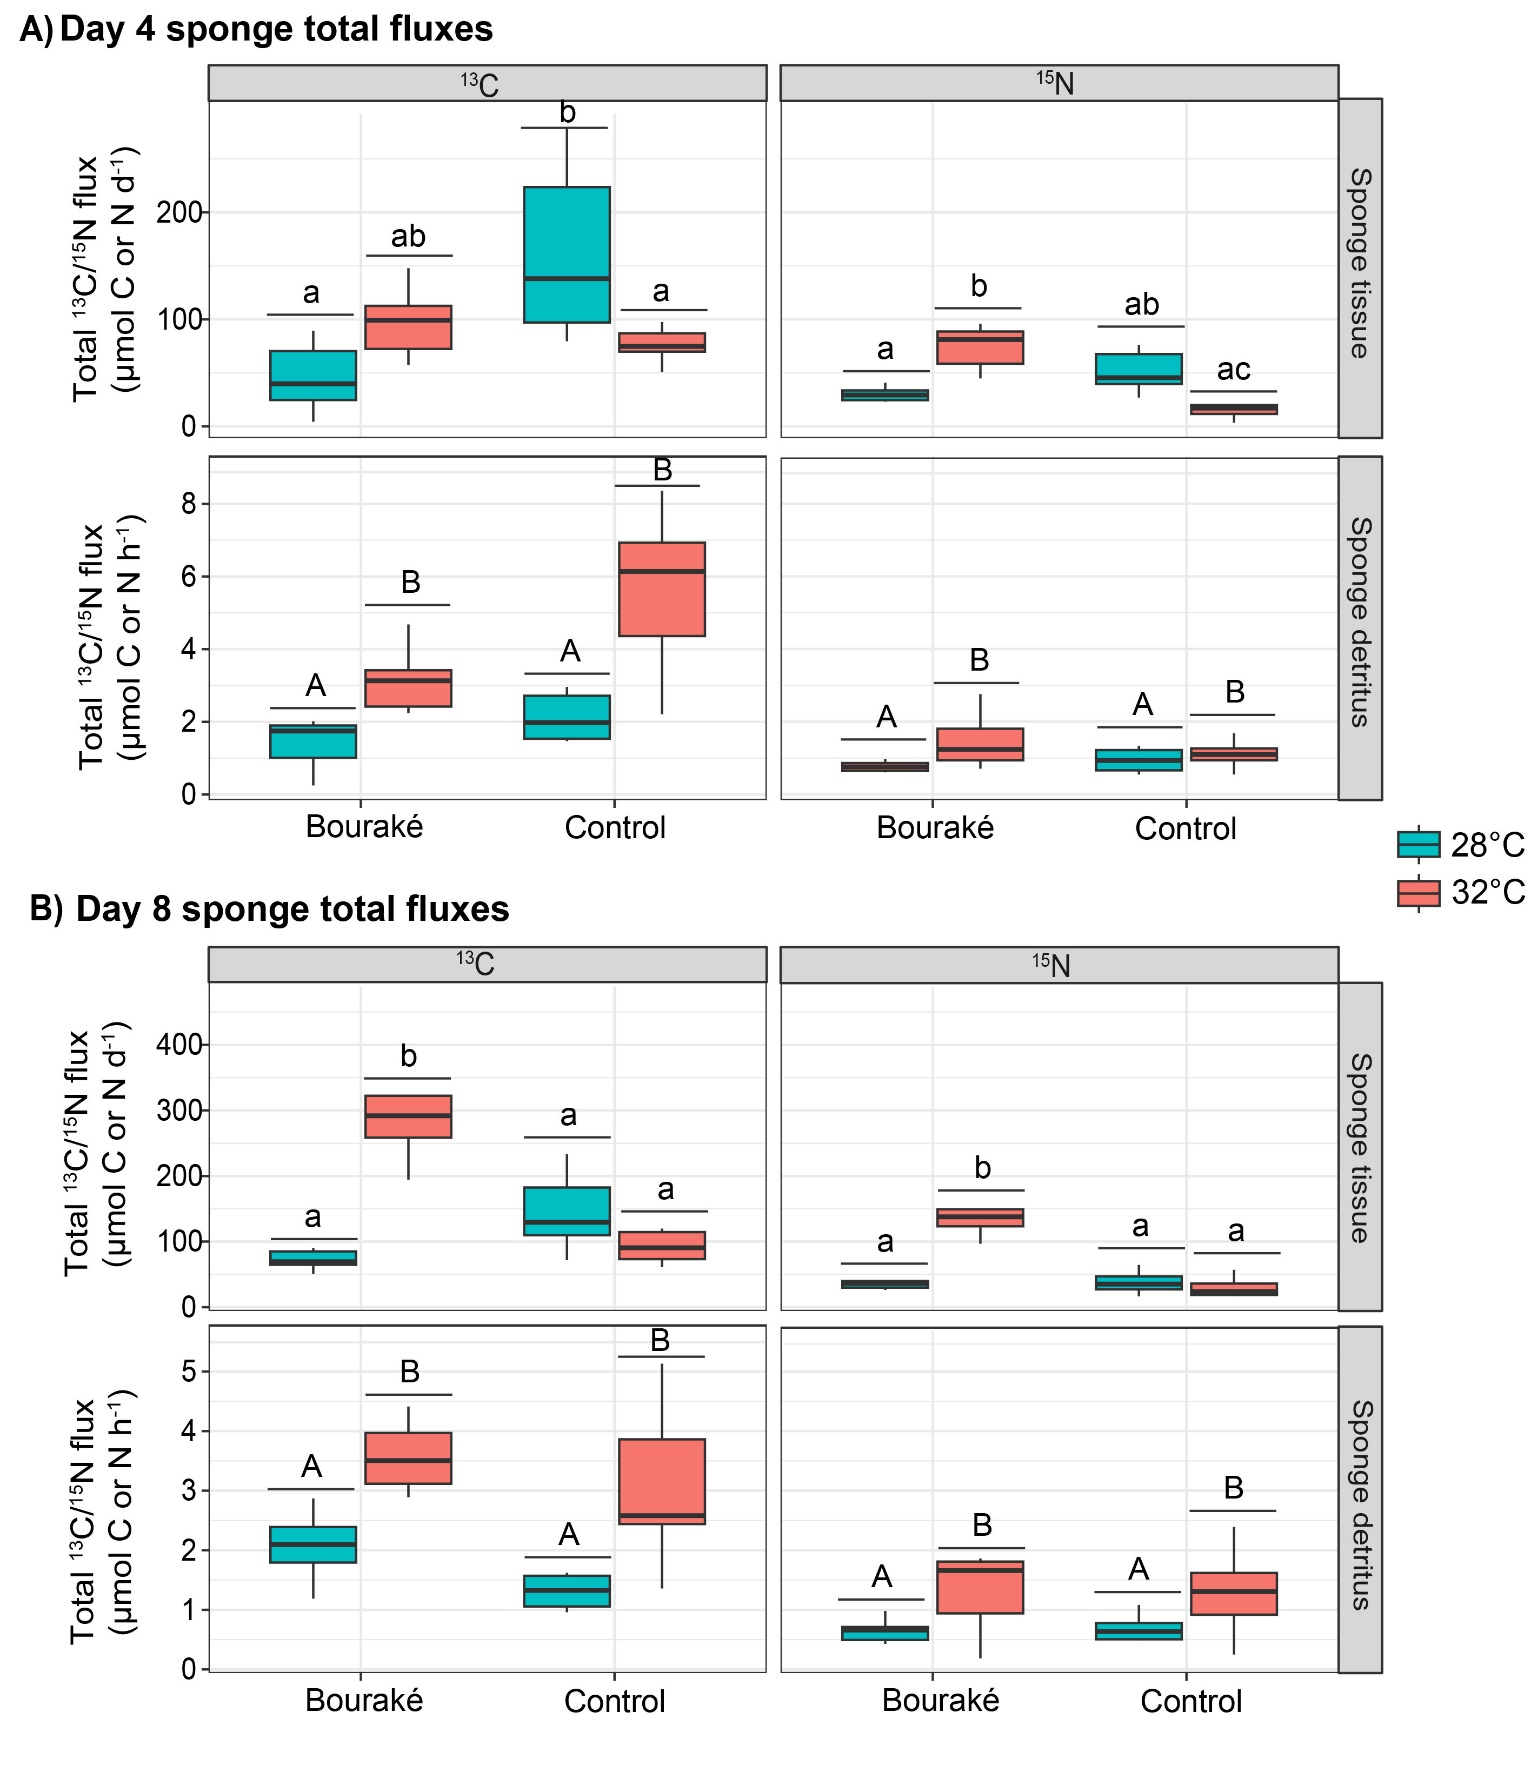 A) Day 4 sponge total fluxes
¹³C
¹⁵N
Total ¹³C/¹⁵N flux
(µmol C or N d⁻¹)
200
100
0
a
ab
b
a
a
b
ab
ac
Sponge tissue
Total ¹³C/¹⁵N flux
(µmol C or N h⁻¹)
8
6
4
2
0
A
B
A
B
A
B
A
B
Sponge detritus
Bouraké
Control
Bouraké
Control
28°C
32°C
B) Day 8 sponge total fluxes
¹³C
¹⁵N
Total ¹³C/¹⁵N flux
(µmol C or N d⁻¹)
400
300
200
100
0
a
b
a
a
a
b
a
a
Sponge tissue
Total ¹³C/¹⁵N flux
(µmol C or N h⁻¹)
5
4
3
2
1
0
A
B
A
B
A
B
A
B
Sponge detritus
Bouraké
Control
Bouraké
Control